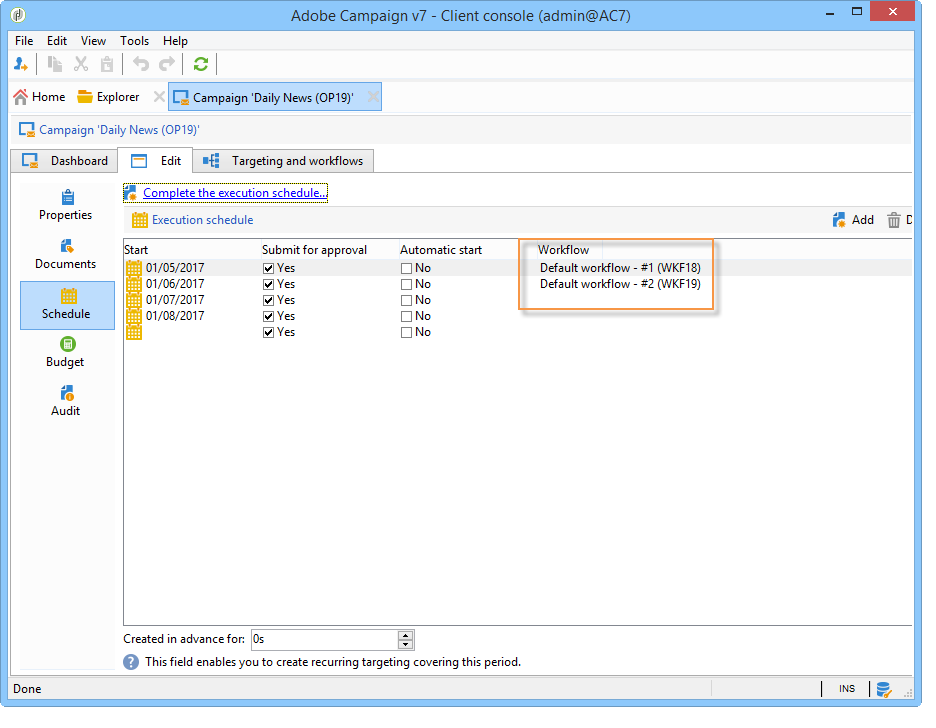 Adobe Campaign v7 - Client console (admin@AC7)
File Edit View Tools Help
Home Explorer Campaign 'Daily News (OP19)'
Campaign 'Daily News (OP19)'
Dashboard Edit Targeting and workflows
Properties
Documents
Schedule
Budget
Audit
Complete the execution schedule...
Execution schedule Add D
Start Submit for approval Automatic start Workflow
01/05/2017 Yes No Default workflow - #1 (WKF18)
01/06/2017 Yes No Default workflow - #2 (WKF19)
01/07/2017 Yes No
01/08/2017 Yes No
Yes No
Created in advance for: 0s
? This field enables you to create recurring targeting covering this period.
Done INS